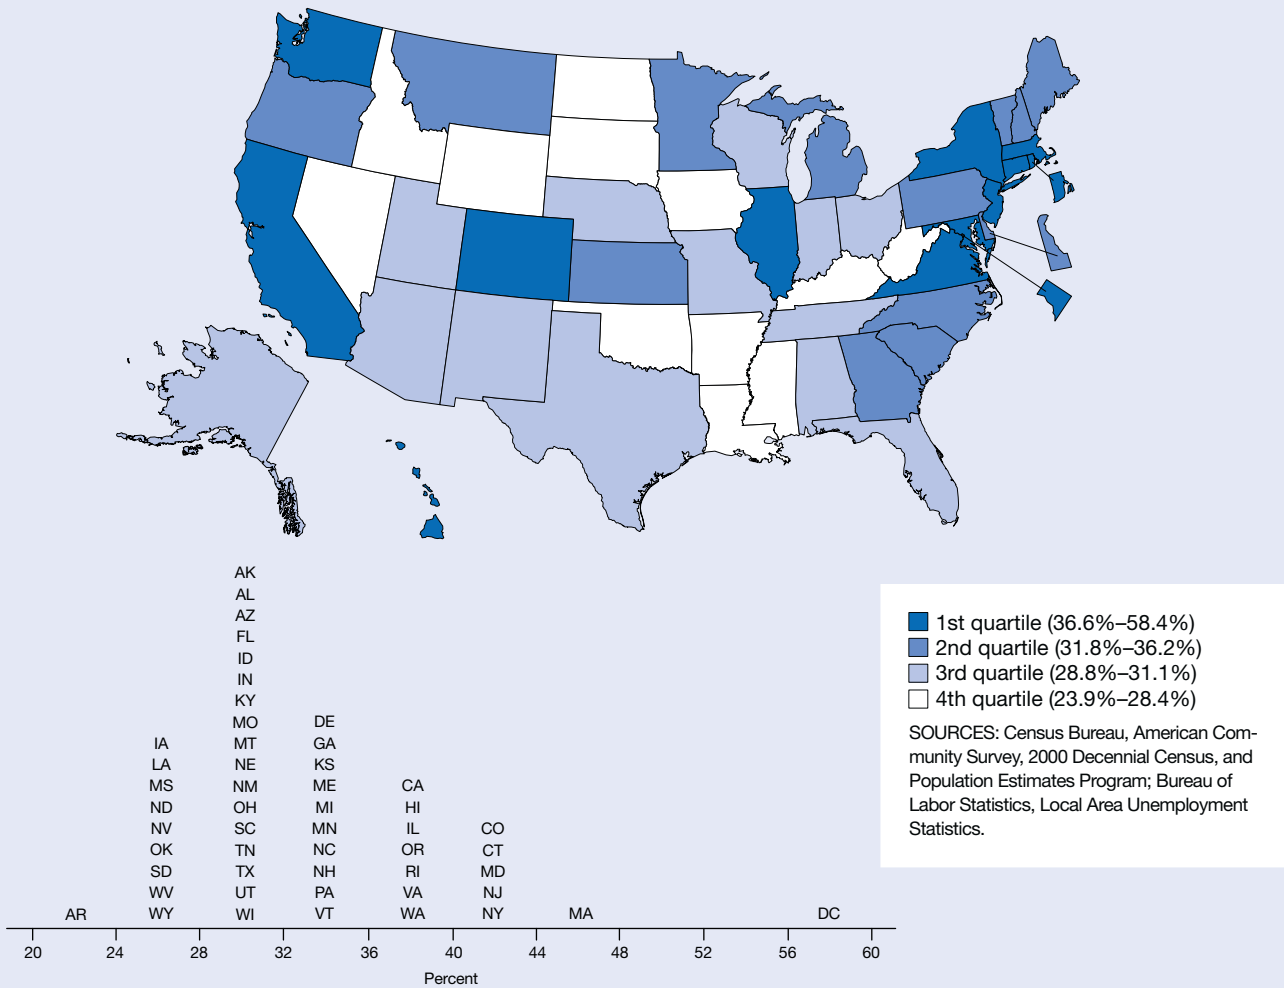 AK
AL
AZ
FL
ID
IN
KY
MO DE
IA MT GA
LA NE KS
MS NM ME CA
ND OH MI HI
NV SC MN IL CO
OK TN NC OR CT
SD TX NH RI MD
WV UT PA VA NJ
AR WY WI VT WA NY MA DC
20 24 28 32 36 40 44 48 52 56 60
Percent
1st quartile (36.6%–58.4%)
2nd quartile (31.8%–36.2%)
3rd quartile (28.8%–31.1%)
4th quartile (23.9%–28.4%)
SOURCES: Census Bureau, American Com-
munity Survey, 2000 Decennial Census, and
Population Estimates Program; Bureau of
Labor Statistics, Local Area Unemployment
Statistics.